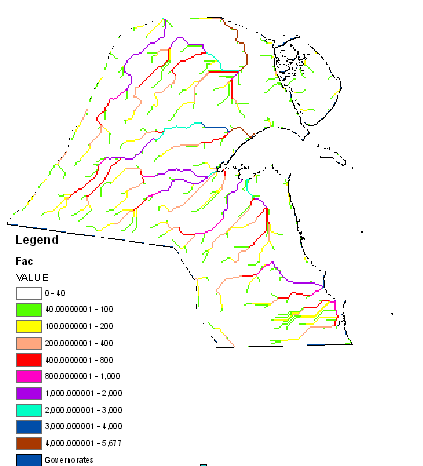 Legend
Fac
VALUE
0 - 40
40.00000001 - 100
100.0000001 - 200
200.0000001 - 400
400.0000001 - 800
800.0000001 - 1,000
1,000.000001 - 2,000
2,000.000001 - 3,000
3,000.000001 - 4,000
4,000.000001 - 5,677
Governorates